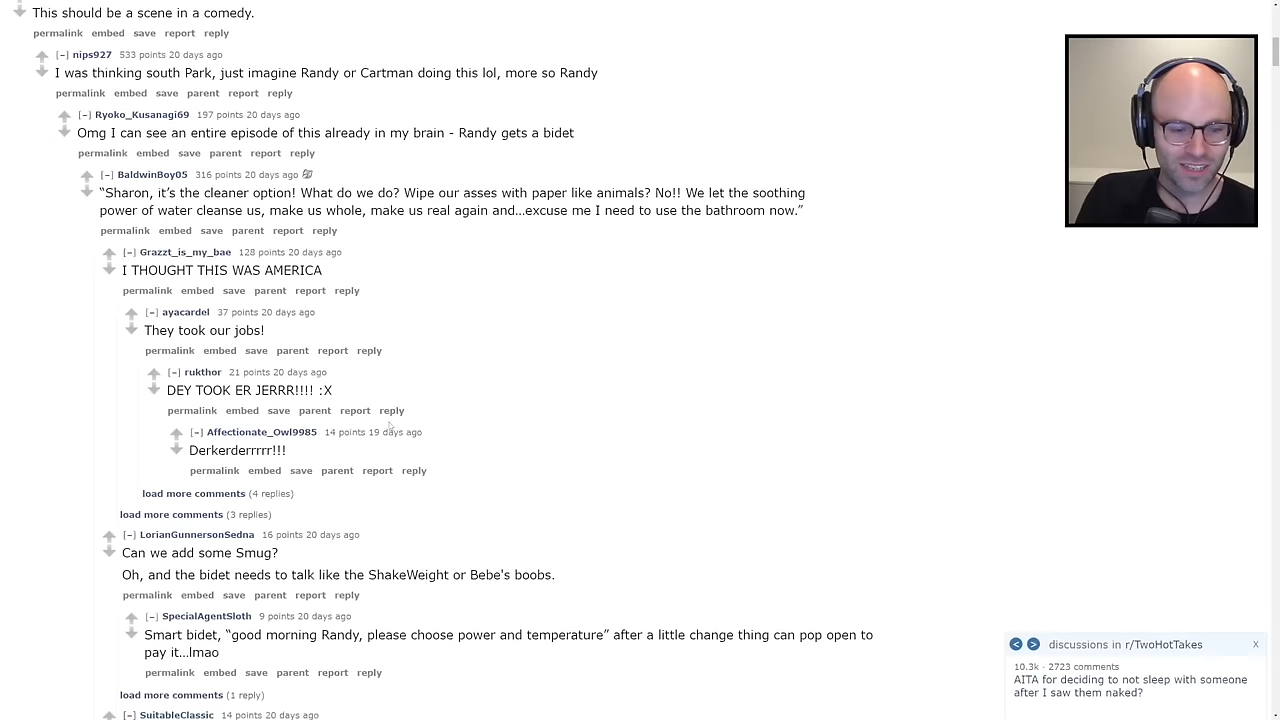 This should be a scene in a comedy.
permalink embed save report reply
[–] nips927 533 points 20 days ago
I was thinking south Park, just imagine Randy or Cartman doing this lol, more so Randy
permalink embed save parent report reply
[–] Ryoko_Kusanagi69 197 points 20 days ago
Omg I can see an entire episode of this already in my brain - Randy gets a bidet
permalink embed save parent report reply
[–] BaldwinBoy05 316 points 20 days ago
“Sharon, it’s the cleaner option! What do we do? Wipe our asses with paper like animals? No!! We let the soothing
power of water cleanse us, make us whole, make us real again and...excuse me I need to use the bathroom now.”
permalink embed save parent report reply
[–] Grazzt_is_my_bae 128 points 20 days ago
I THOUGHT THIS WAS AMERICA
permalink embed save parent report reply
[–] ayacardel 37 points 20 days ago
They took our jobs!
permalink embed save parent report reply
[–] rukthor 21 points 20 days ago
DEY TOOK ER JERRR!!!! :X
permalink embed save parent report reply
[–] Affectionate_Owl9985 14 points 19 days ago
Derkerderrrrr!!!
permalink embed save parent report reply
load more comments (4 replies)
load more comments (3 replies)
[–] LorianGunnersonSedna 16 points 20 days ago
Can we add some Smug?
Oh, and the bidet needs to talk like the ShakeWeight or Bebe's boobs.
permalink embed save parent report reply
[–] SpecialAgentSloth 9 points 20 days ago
Smart bidet, “good morning Randy, please choose power and temperature” after a little change thing can pop open to
pay it...lmao
permalink embed save parent report reply
load more comments (1 reply)
[–] SuitableClassic 14 points 20 days ago
discussions in r/TwoHotTakes X
10.3k · 2723 comments
AITA for deciding to not sleep with someone
after I saw them naked?